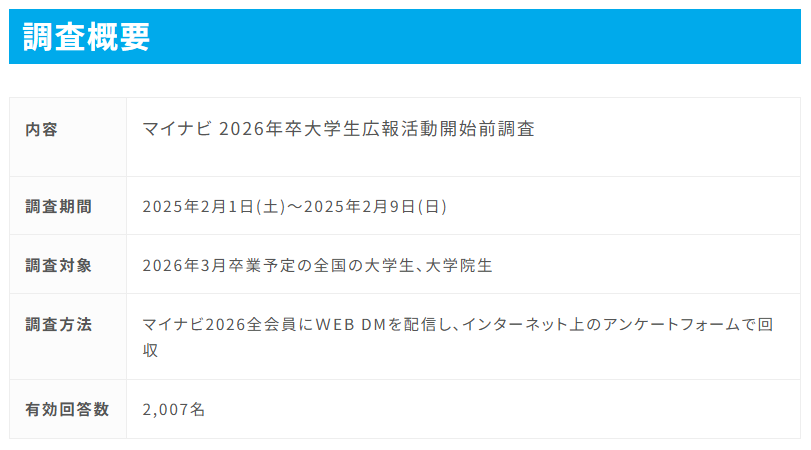 調査概要
内容
マイナビ 2026年卒大学生広報活動開始前調査
調査期間
2025年2月1日(土)～2025年2月9日(日)
調査対象
2026年3月卒業予定の全国の大学生、大学院生
調査方法
マイナビ2026全会員にWEB DMを配信し、インターネット上のアンケートフォームで回
収
有効回答数
2,007名